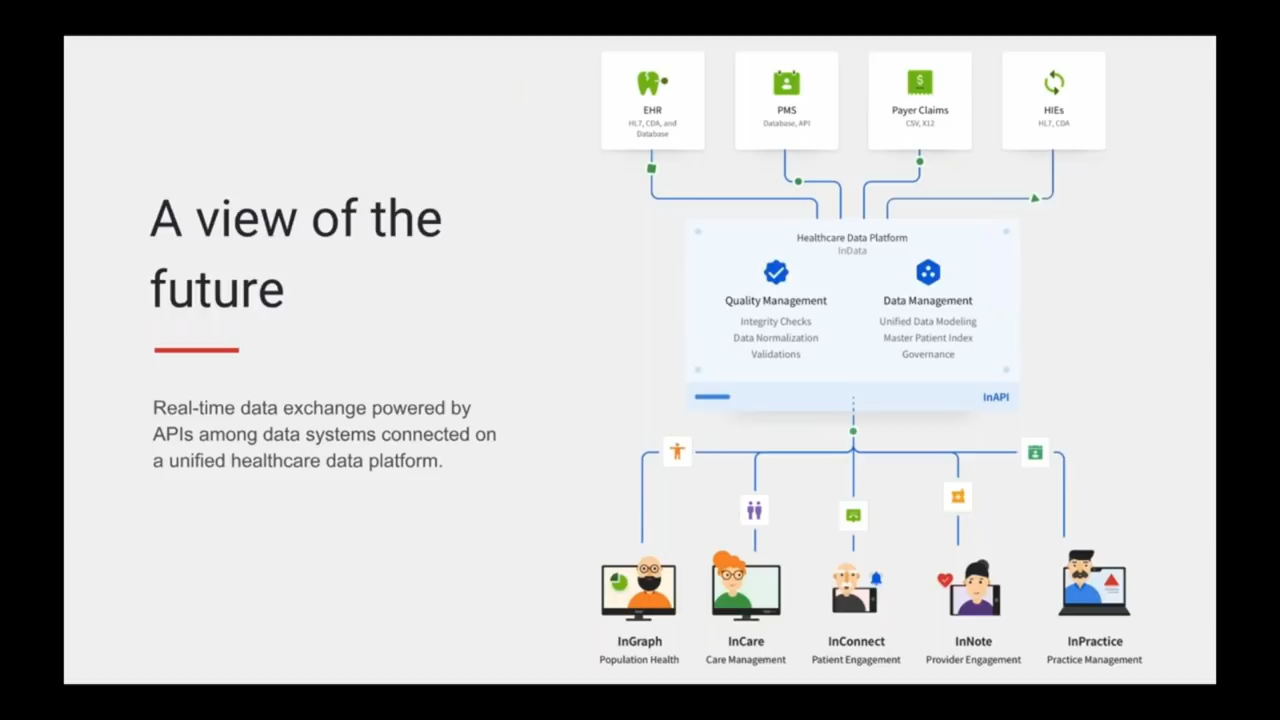 A view of the
future
Real-time data exchange powered by
APIs among data systems connected on
a unified healthcare data platform.
EHR
HL7, CDA, and
Database
PMS
Database, API
Payer Claims
CSV, X12
$
HIEs
HL7, CDA
Healthcare Data Platform
InData
Quality Management
Integrity Checks
Data Normalization
Validations
Data Management
Unified Data Modeling
Master Patient Index
Governance
InAPI
InGraph
Population Health
InCare
Care Management
InConnect
Patient Engagement
InNote
Provider Engagement
InPractice
Practice Management